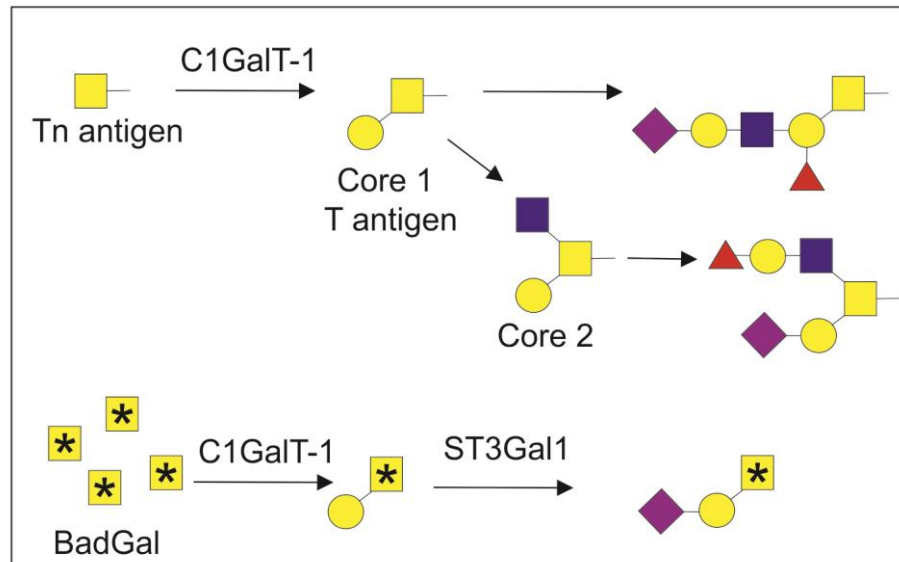 C1GalT-1
Tn antigen
Core 1
T antigen
Core 2
C1GalT-1
ST3Gal1
* * * * * *
BadGal